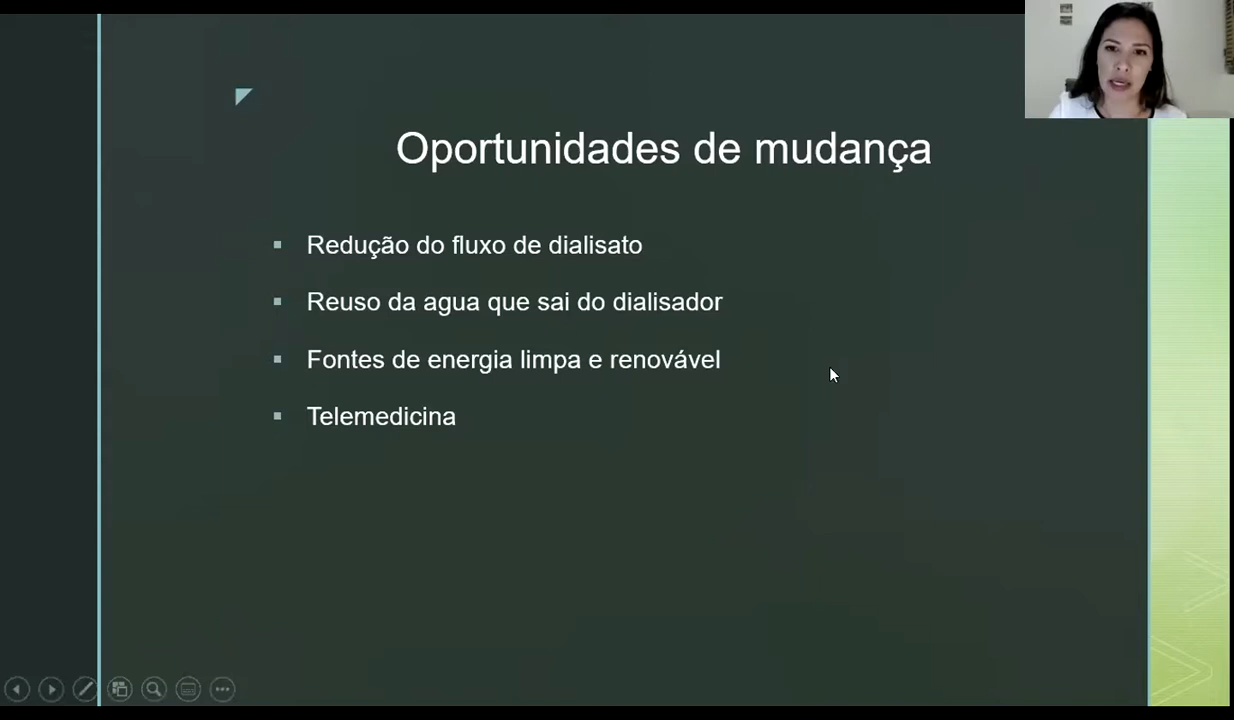 Oportunidades de mudança
Redução do fluxo de dialisato
Reuso da agua que sai do dialisador
Fontes de energia limpa e renovável
Telemedicina